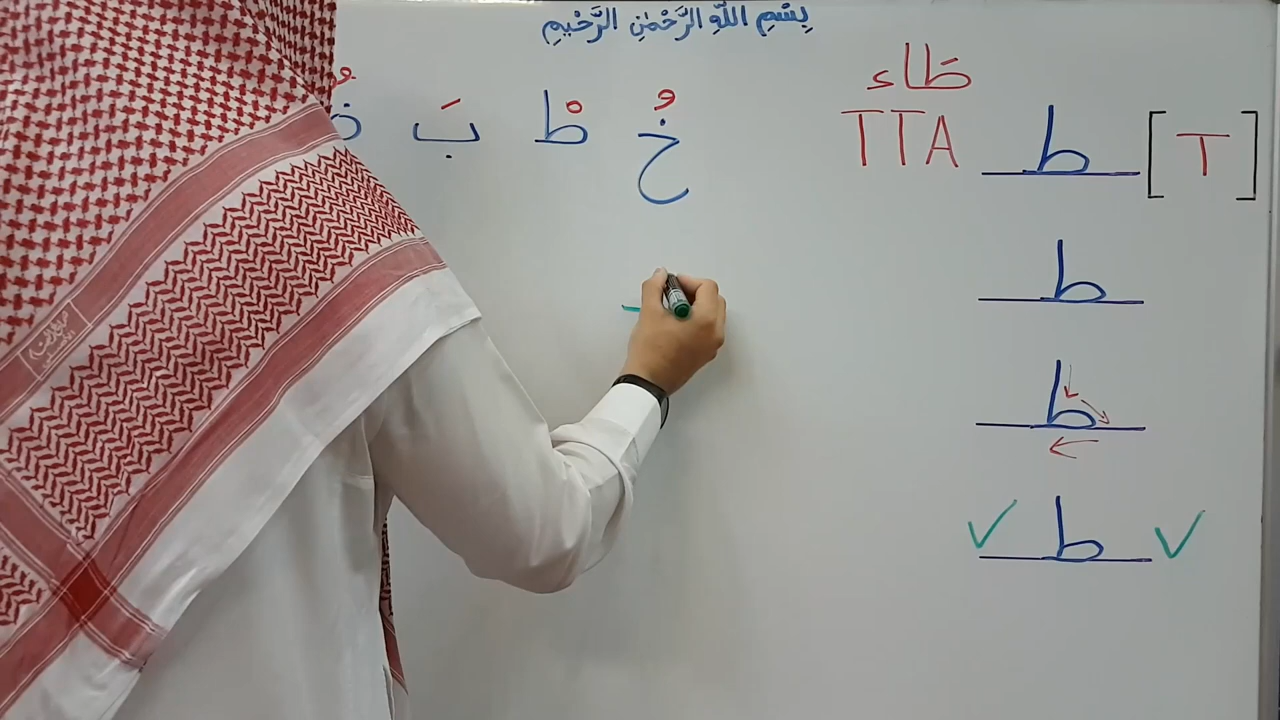 بِسْمِ اللَّهِ الرَّحْمٰنِ الرَّحْيمِ
طَاء
[T] ط TTA
خُ طْ بَ
ط
ط
ط